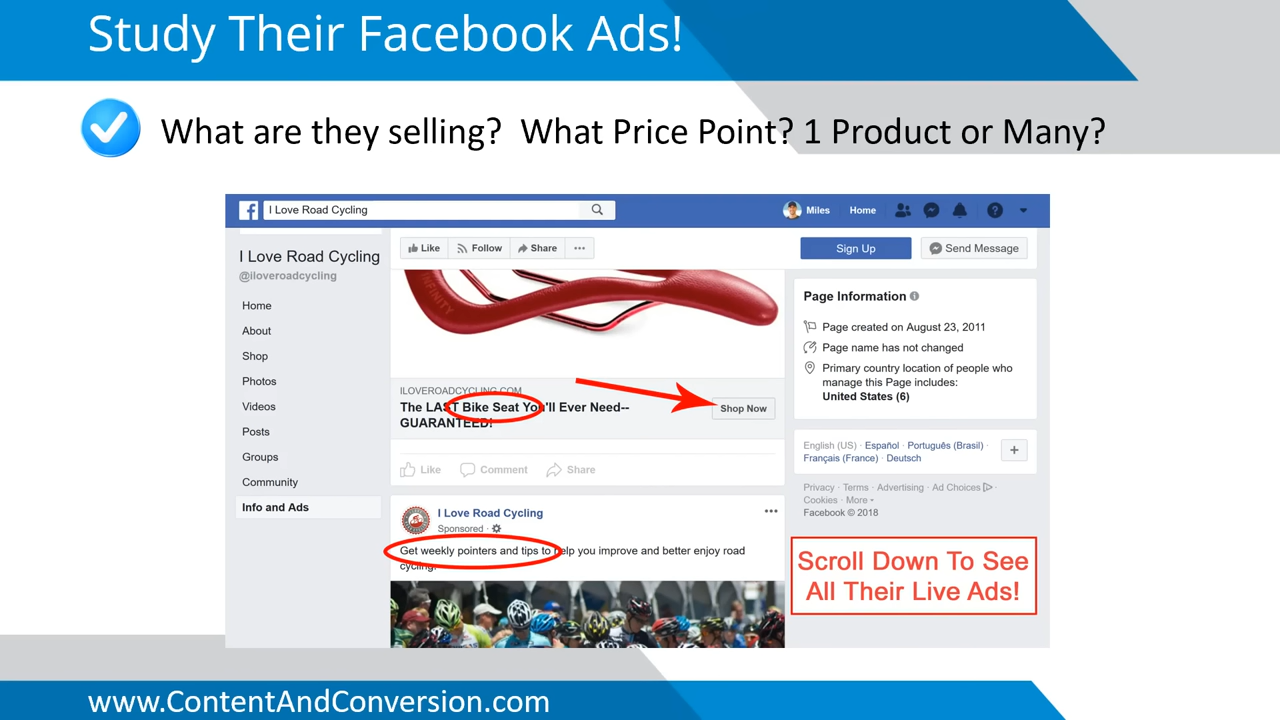 Study Their Facebook Ads!
What are they selling?  What Price Point? 1 Product or Many?
I Love Road Cycling
Miles
Home
I Love Road Cycling
@iloveroadcycling
Home
About
Shop
Photos
Videos
Posts
Groups
Community
Info and Ads
Like
Follow
Share
Sign Up
Send Message
INFINITY
ILOVEROADCYCLING.COM
The LAST Bike Seat You'll Ever Need--
GUARANTEED!
Shop Now
Like
Comment
Share
I Love Road Cycling
Sponsored ·
Get weekly pointers and tips to help you improve and better enjoy road
cycling.
Page Information
Page created on August 23, 2011
Page name has not changed
Primary country location of people who
manage this Page includes:
United States (6)
English (US) · Español · Português (Brasil) ·
Français (France) · Deutsch
Privacy · Terms · Advertising · Ad Choices ·
Cookies · More
Facebook © 2018
Scroll Down To See
All Their Live Ads!
www.ContentAndConversion.com